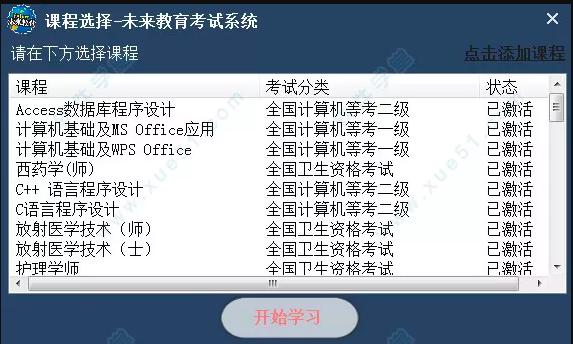 课程选择-未来教育考试系统
请在下方选择课程 点击添加课程
课程 考试分类 状态
Access数据库程序设计 全国计算机等考二级 已激活
计算机基础及MS Office应用 全国计算机等考一级 已激活
计算机基础及WPS Office 全国计算机等考一级 已激活
西药学(师) 全国卫生资格考试 已激活
C++ 语言程序设计 全国计算机等考二级 已激活
C语言程序设计 全国计算机等考二级 已激活
放射医学技术（师） 全国卫生资格考试 已激活
放射医学技术（士） 全国卫生资格考试 已激活
护理学师 全国卫生资格考试 已激活
开始学习